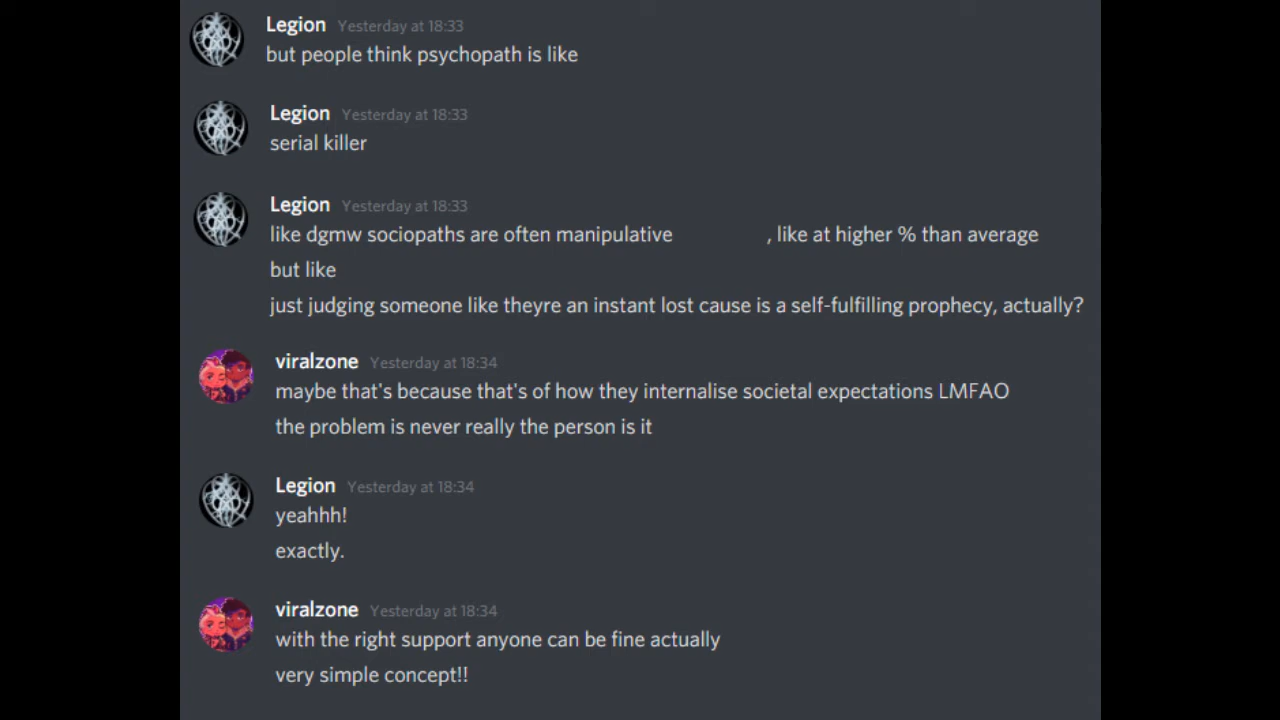 Legion Yesterday at 18:33
but people think psychopath is like
Legion Yesterday at 18:33
serial killer
Legion Yesterday at 18:33
like dgmw sociopaths are often manipulative , like at higher % than average
but like
just judging someone like theyre an instant lost cause is a self-fulfilling prophecy, actually?
viralzone Yesterday at 18:34
maybe that's because that's of how they internalise societal expectations LMFAO
the problem is never really the person is it
Legion Yesterday at 18:34
yeahhh!
exactly.
viralzone Yesterday at 18:34
with the right support anyone can be fine actually
very simple concept!!